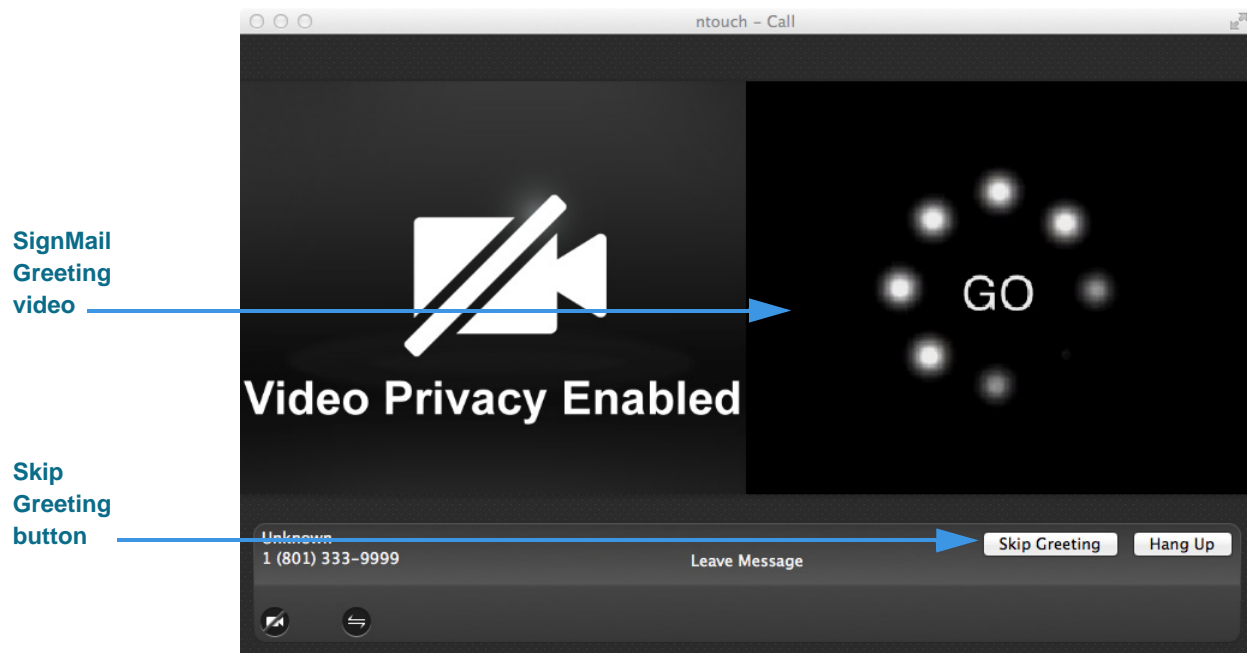 ntouch – Call
SignMail
Greeting
video
GO
Video Privacy Enabled
Skip
Greeting
button
Unknown
1 (801) 333-9999
Leave Message
Skip Greeting
Hang Up